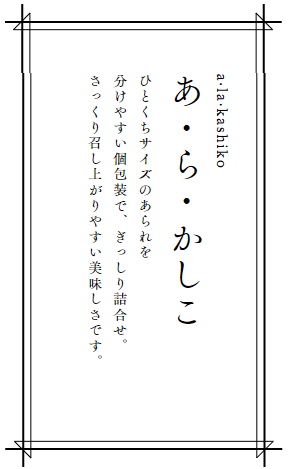 a·la·kashiko
あ・ら・かしこ
ひとくちサイズのあられを
分けやすい個包装で、ぎっしり詰合せ。
さっくり召し上がりやすい美味しさです。